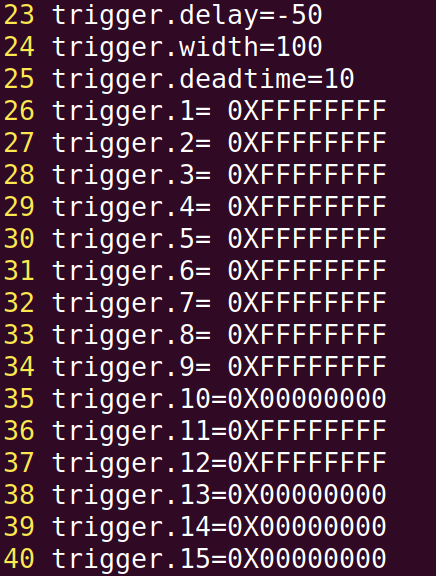 23 trigger.delay=-50
24 trigger.width=100
25 trigger.deadtime=10
26 trigger.1= 0XFFFFFFFF
27 trigger.2= 0XFFFFFFFF
28 trigger.3= 0XFFFFFFFF
29 trigger.4= 0XFFFFFFFF
30 trigger.5= 0XFFFFFFFF
31 trigger.6= 0XFFFFFFFF
32 trigger.7= 0XFFFFFFFF
33 trigger.8= 0XFFFFFFFF
34 trigger.9= 0XFFFFFFFF
35 trigger.10=0X00000000
36 trigger.11=0XFFFFFFFF
37 trigger.12=0XFFFFFFFF
38 trigger.13=0X00000000
39 trigger.14=0X00000000
40 trigger.15=0X00000000